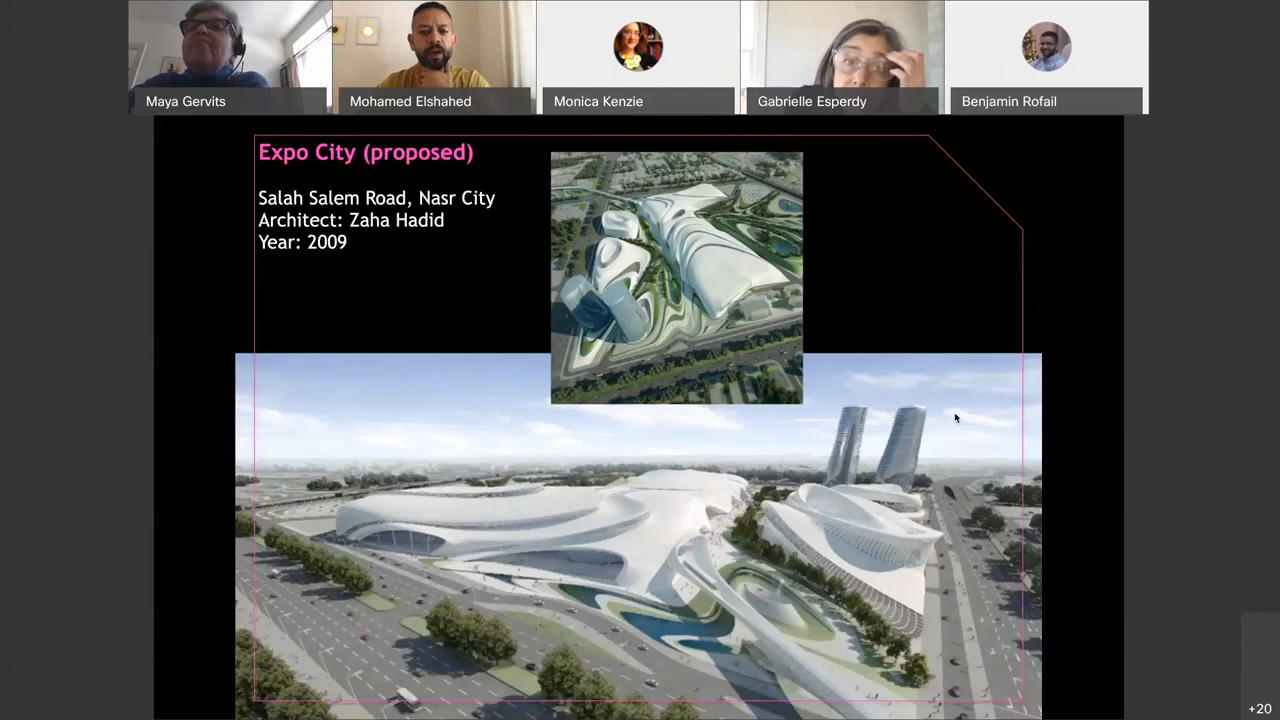 Maya Gervits
Mohamed Elshahed
Monica Kenzie
Gabrielle Esperdy
Benjamin Rofail
Expo City (proposed)
Salah Salem Road, Nasr City
Architect: Zaha Hadid
Year: 2009
+20